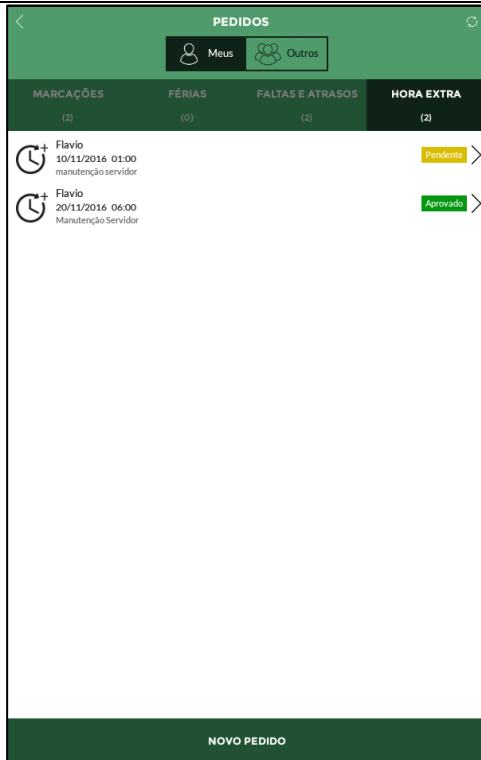 PEDIDOS
Meus Outros
MARCAÇÕES FÉRIAS FALTAS E ATRASOS HORA EXTRA
(2) (0) (2) (2)
Flavio
10/11/2016 01:00 Pendente
manutenção servidor
Flavio
20/11/2016 06:00 Aprovado
Manutenção Servidor
NOVO PEDIDO